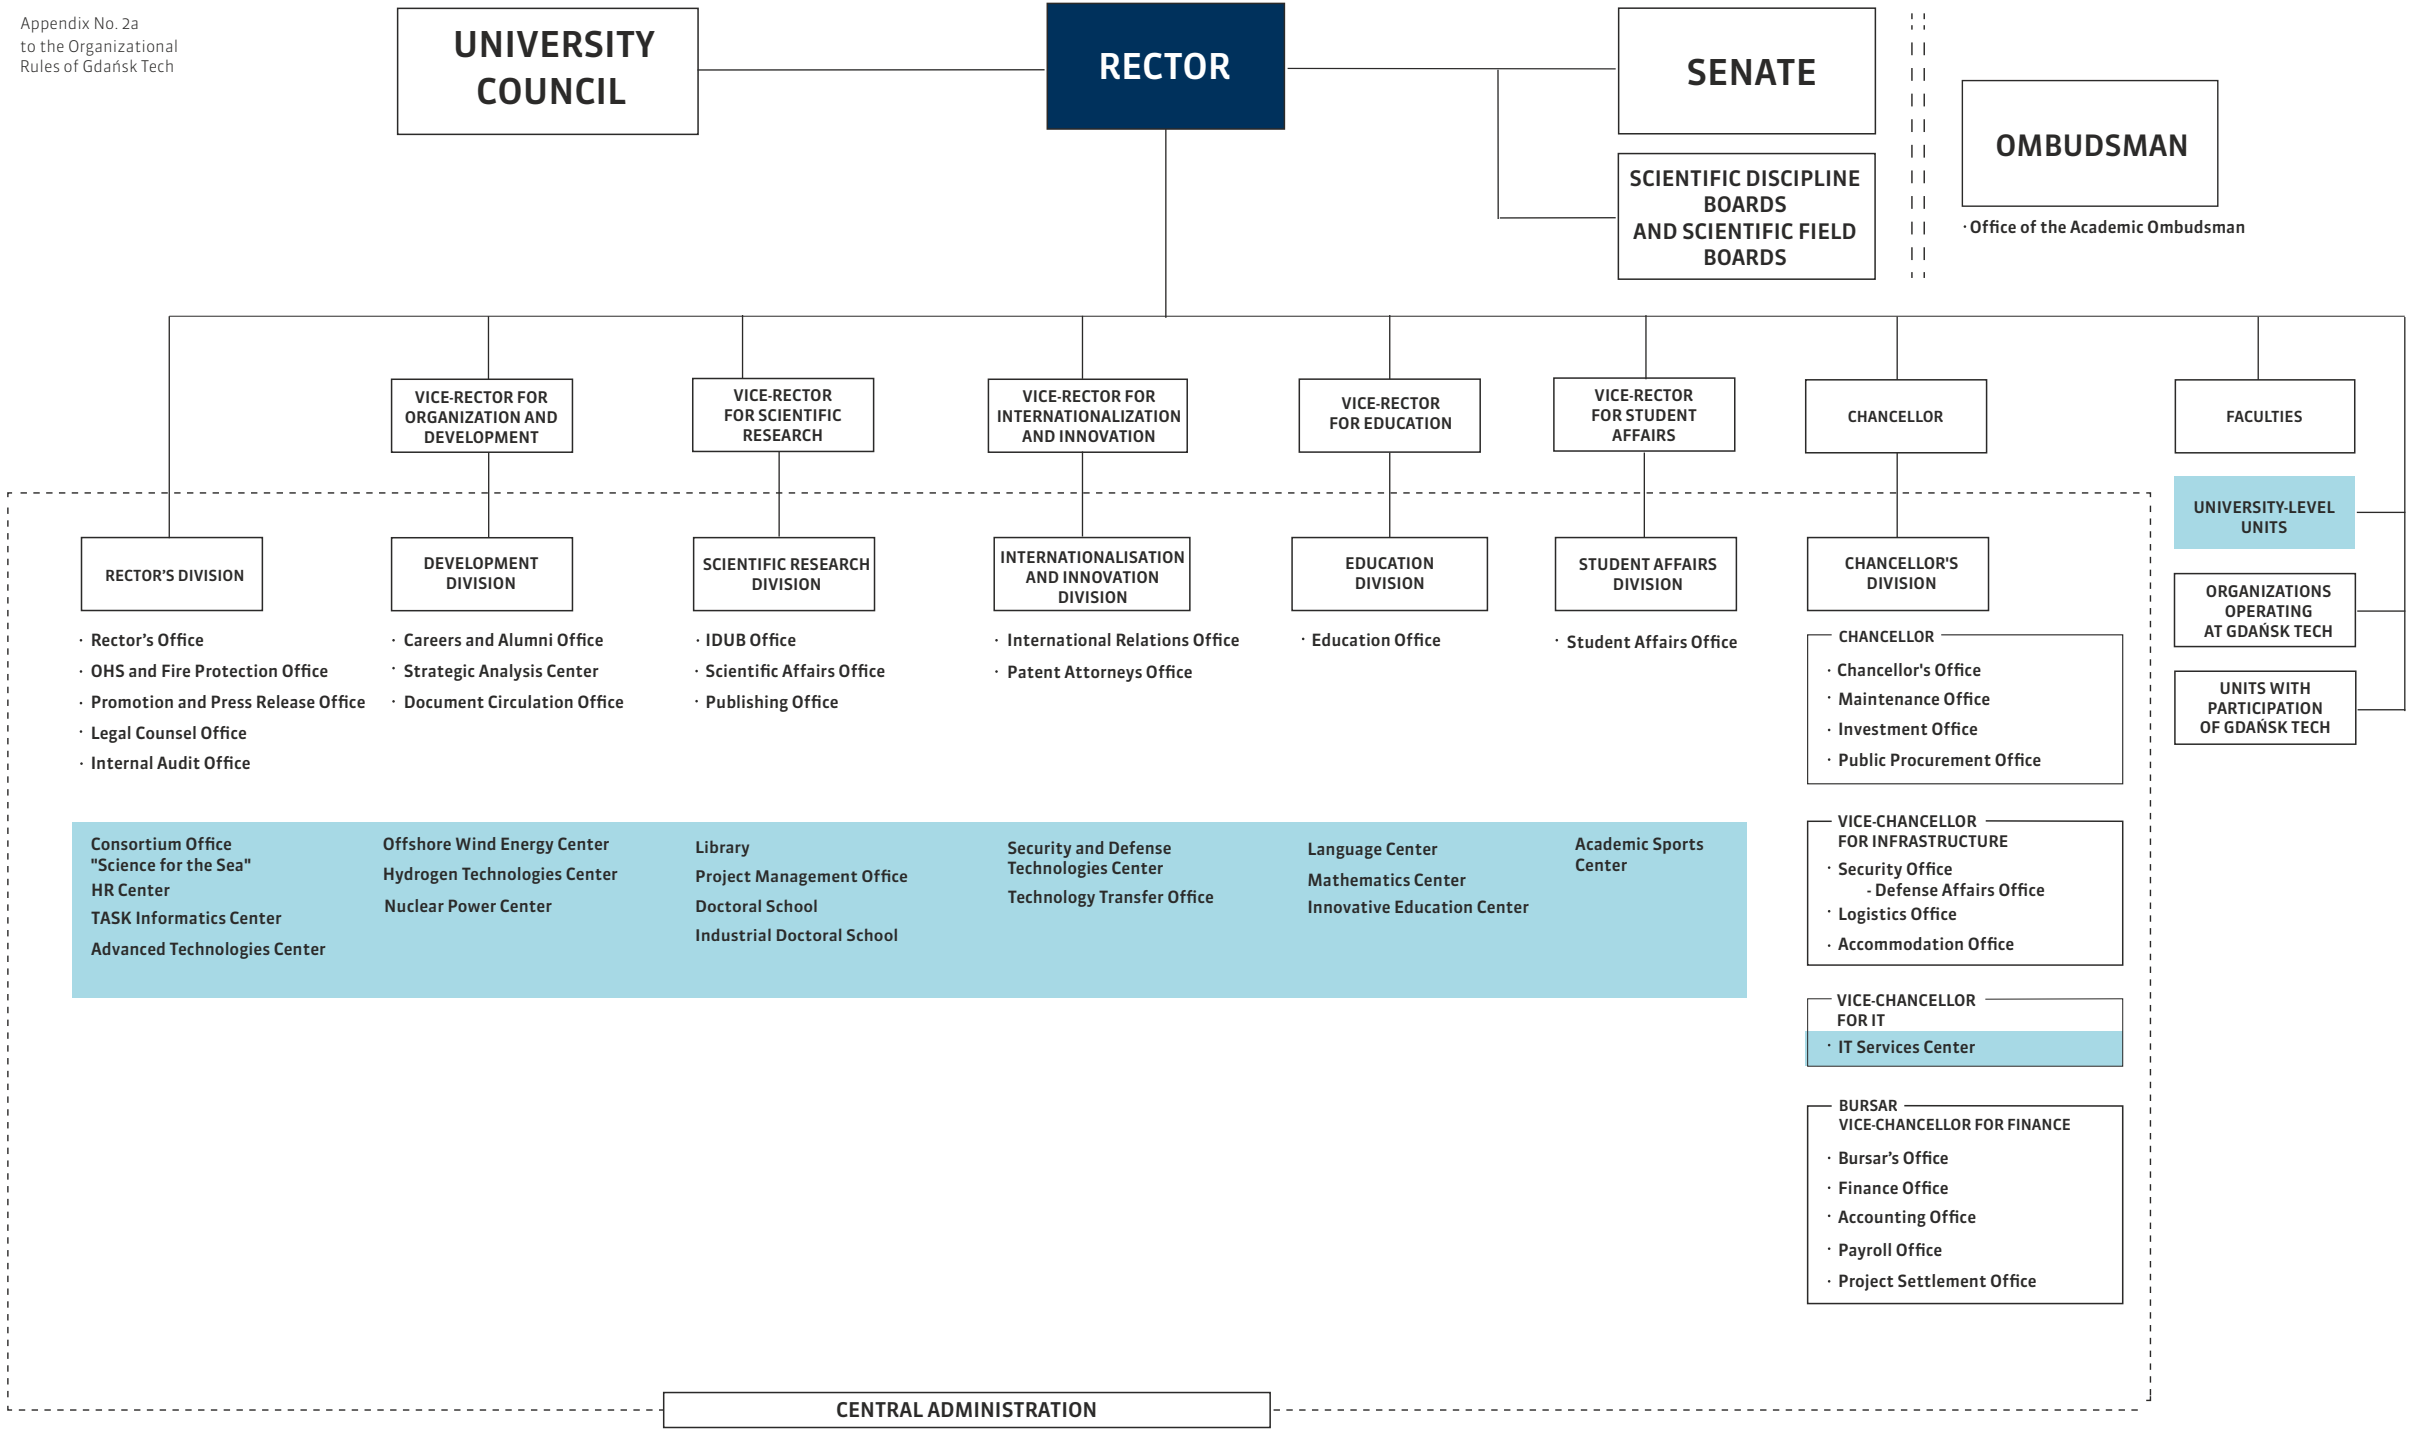 Appendix No. 2a
to the Organizational
Rules of Gdańsk Tech
UNIVERSITY
COUNCIL
RECTOR
SENATE
SCIENTIFIC DISCIPLINE
BOARDS
AND SCIENTIFIC FIELD
BOARDS
OMBUDSMAN
· Office of the Academic Ombudsman
VICE-RECTOR FOR
ORGANIZATION AND
DEVELOPMENT
VICE-RECTOR
FOR SCIENTIFIC
RESEARCH
VICE-RECTOR FOR
INTERNATIONALIZATION
AND INNOVATION
VICE-RECTOR
FOR EDUCATION
VICE-RECTOR
FOR STUDENT
AFFAIRS
CHANCELLOR
FACULTIES
UNIVERSITY-LEVEL
UNITS
ORGANIZATIONS
OPERATING
AT GDAŃSK TECH
UNITS WITH
PARTICIPATION
OF GDAŃSK TECH
RECTOR’S DIVISION
· Rector’s Office
· OHS and Fire Protection Office
· Promotion and Press Release Office
· Legal Counsel Office
· Internal Audit Office
DEVELOPMENT
DIVISION
· Careers and Alumni Office
· Strategic Analysis Center
· Document Circulation Office
SCIENTIFIC RESEARCH
DIVISION
· IDUB Office
· Scientific Affairs Office
· Publishing Office
INTERNATIONALISATION
AND INNOVATION
DIVISION
· International Relations Office
· Patent Attorneys Office
EDUCATION
DIVISION
· Education Office
STUDENT AFFAIRS
DIVISION
· Student Affairs Office
CHANCELLOR'S
DIVISION
CHANCELLOR
· Chancellor's Office
· Maintenance Office
· Investment Office
· Public Procurement Office
VICE-CHANCELLOR
FOR INFRASTRUCTURE
· Security Office
- Defense Affairs Office
· Logistics Office
· Accommodation Office
VICE-CHANCELLOR
FOR IT
· IT Services Center
BURSAR
VICE-CHANCELLOR FOR FINANCE
· Bursar’s Office
· Finance Office
· Accounting Office
· Payroll Office
· Project Settlement Office
Consortium Office
"Science for the Sea"
HR Center
TASK Informatics Center
Advanced Technologies Center
Offshore Wind Energy Center
Hydrogen Technologies Center
Nuclear Power Center
Library
Project Management Office
Doctoral School
Industrial Doctoral School
Security and Defense
Technologies Center
Technology Transfer Office
Language Center
Mathematics Center
Innovative Education Center
Academic Sports
Center
CENTRAL ADMINISTRATION